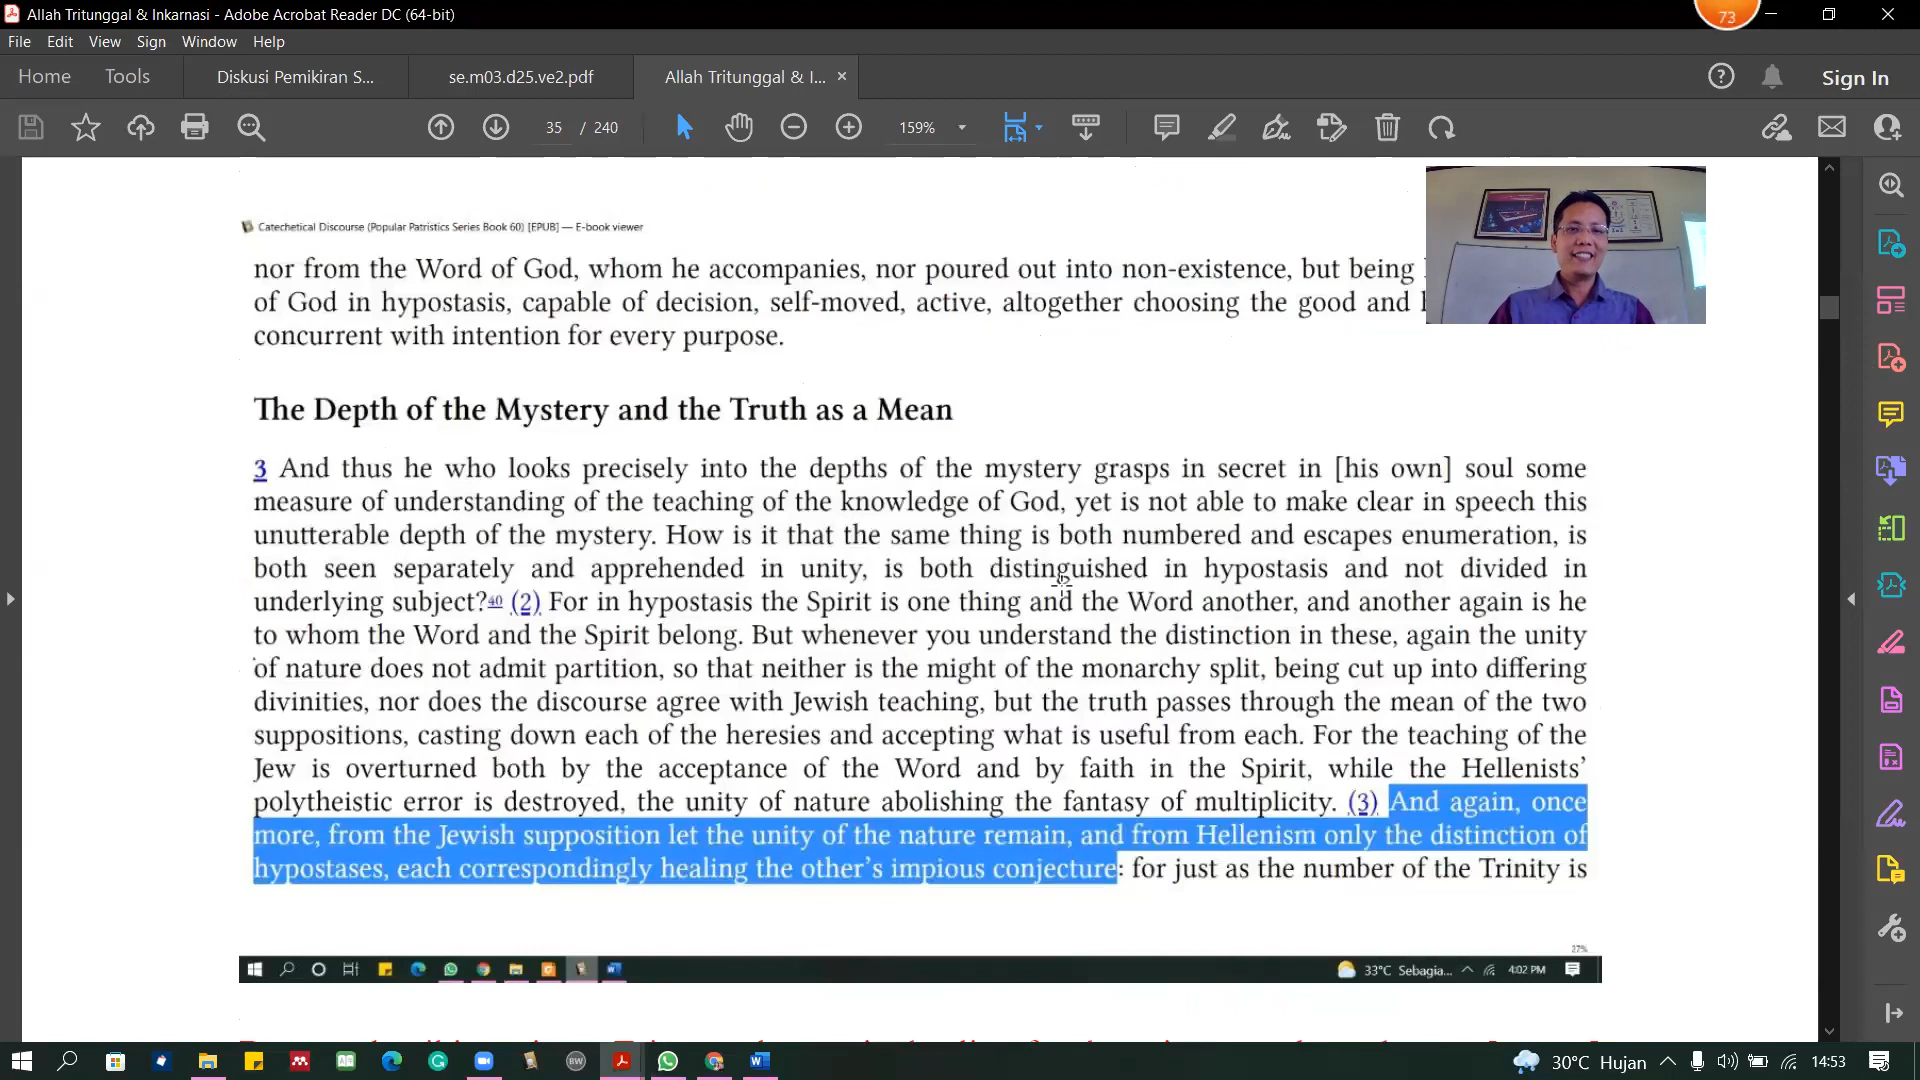 Allah Tritunggal & Inkarnasi - Adobe Acrobat Reader DC (64-bit)
73
File Edit View Sign Window Help
Home Tools Diskusi Pemikiran S... se.m03.d25.ve2.pdf Allah Tritunggal & I... Sign In
35 / 240 159%
Catechetical Discourse (Popular Patristics Series Book 60) [EPUB] — E-book viewer
nor from the Word of God, whom he accompanies, nor poured out into non-existence, but being
of God in hypostasis, capable of decision, self-moved, active, altogether choosing the good and
concurrent with intention for every purpose.
The Depth of the Mystery and the Truth as a Mean
3 And thus he who looks precisely into the depths of the mystery grasps in secret in [his own] soul some
measure of understanding of the teaching of the knowledge of God, yet is not able to make clear in speech this
unutterable depth of the mystery. How is it that the same thing is both numbered and escapes enumeration, is
both seen separately and apprehended in unity, is both distinguished in hypostasis and not divided in
underlying subject?40 (2) For in hypostasis the Spirit is one thing and the Word another, and another again is he
to whom the Word and the Spirit belong. But whenever you understand the distinction in these, again the unity
of nature does not admit partition, so that neither is the might of the monarchy split, being cut up into differing
divinities, nor does the discourse agree with Jewish teaching, but the truth passes through the mean of the two
suppositions, casting down each of the heresies and accepting what is useful from each. For the teaching of the
Jew is overturned both by the acceptance of the Word and by faith in the Spirit, while the Hellenists'
polytheistic error is destroyed, the unity of nature abolishing the fantasy of multiplicity. (3) And again, once
more, from the Jewish supposition let the unity of the nature remain, and from Hellenism only the distinction of
hypostases, each correspondingly healing the other's impious conjecture: for just as the number of the Trinity is
27%
33°C Sebagia... 4:02 PM
BW 30°C Hujan 14:53